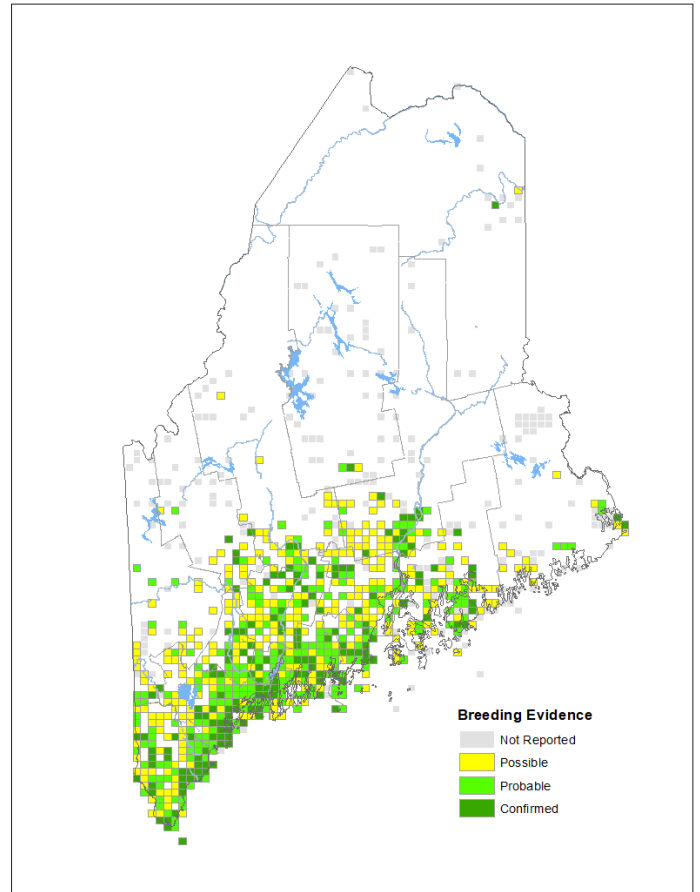 Breeding Evidence
Not Reported
Possible
Probable
Confirmed